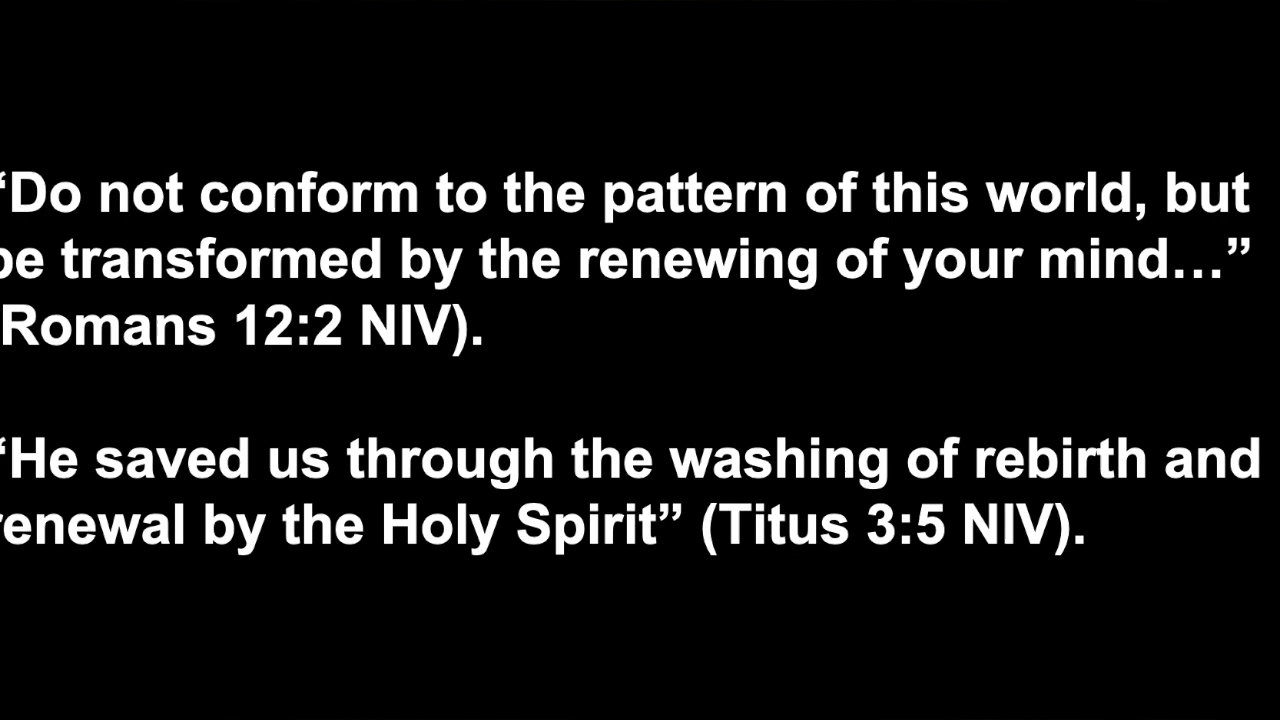 “Do not conform to the pattern of this world, but
be transformed by the renewing of your mind…”
(Romans 12:2 NIV).
“He saved us through the washing of rebirth and
renewal by the Holy Spirit” (Titus 3:5 NIV).